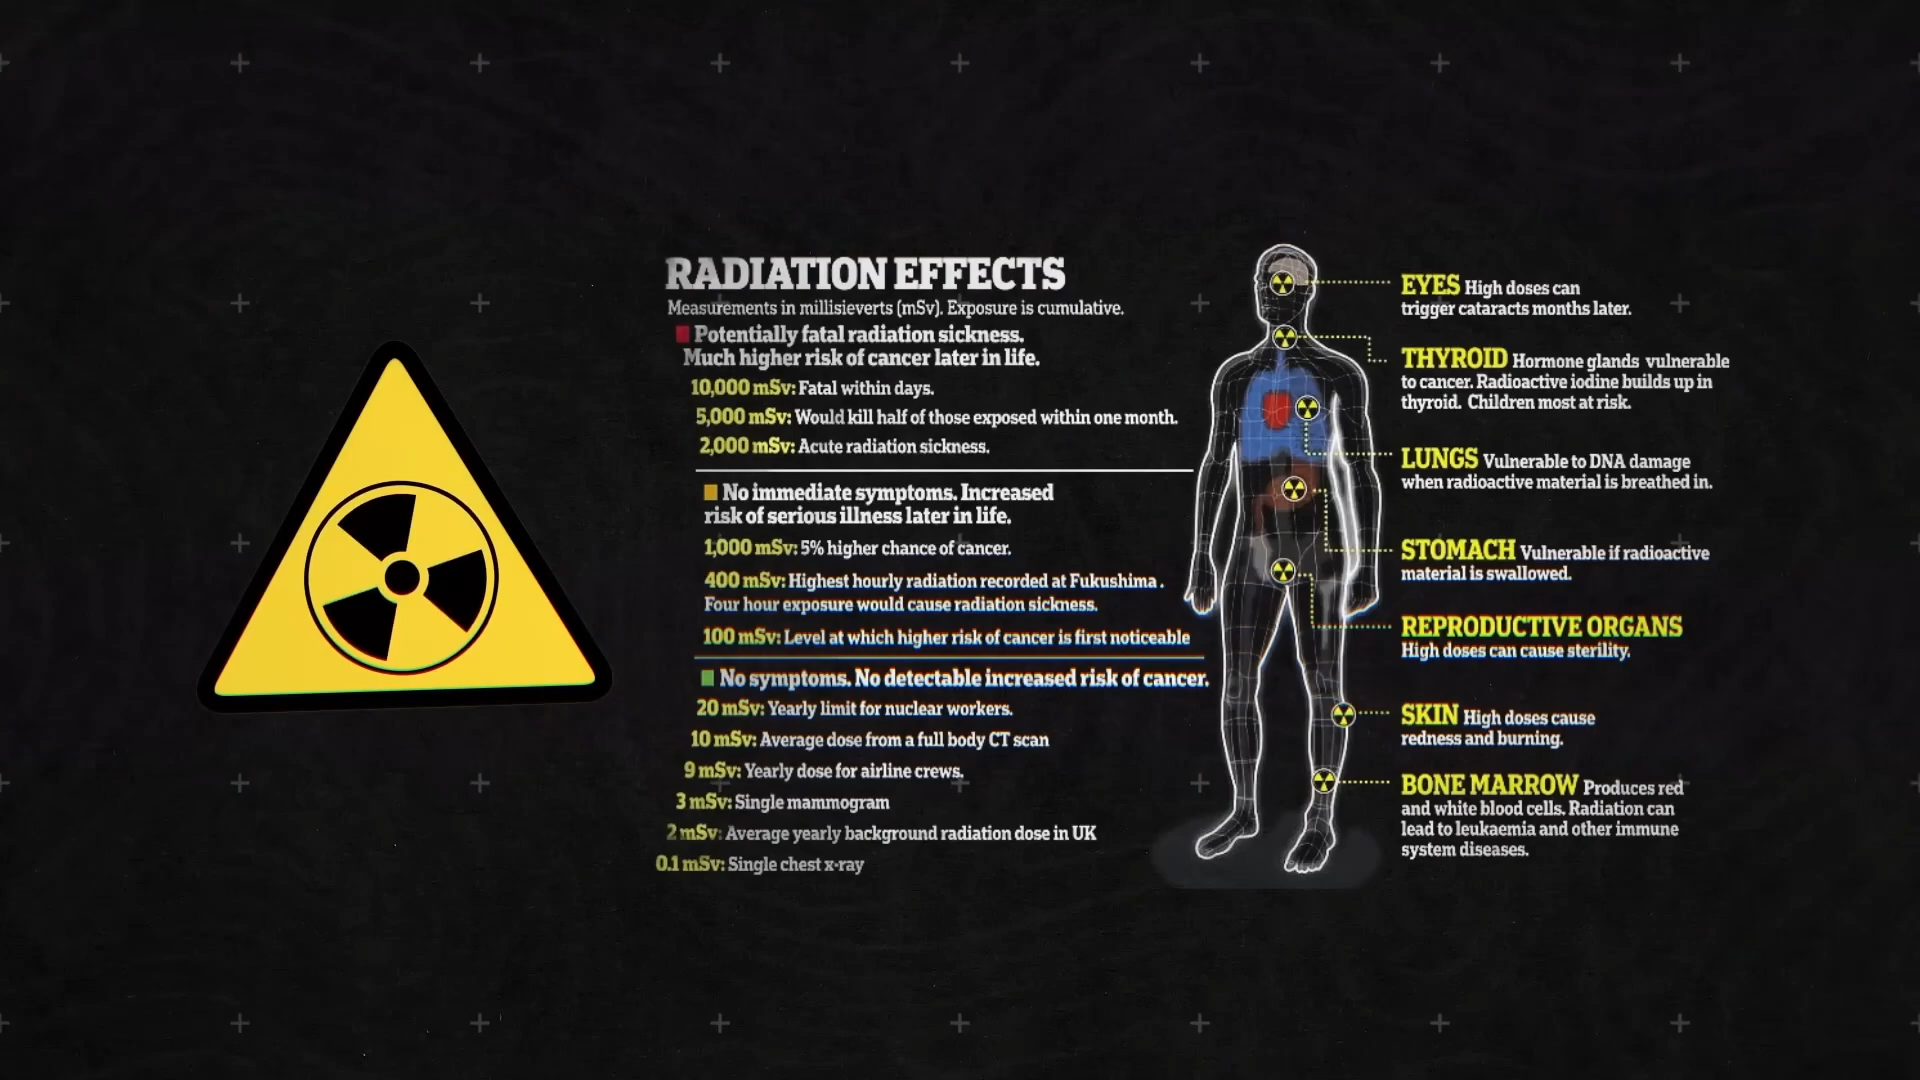 RADIATION EFFECTS
Measurements in millisieverts (mSv). Exposure is cumulative.
Potentially fatal radiation sickness.
Much higher risk of cancer later in life.
10,000 mSv: Fatal within days.
5,000 mSv: Would kill half of those exposed within one month.
2,000 mSv: Acute radiation sickness.
No immediate symptoms. Increased
risk of serious illness later in life.
1,000 mSv: 5% higher chance of cancer.
400 mSv: Highest hourly radiation recorded at Fukushima .
Four hour exposure would cause radiation sickness.
100 mSv: Level at which higher risk of cancer is first noticeable
No symptoms. No detectable increased risk of cancer.
20 mSv: Yearly limit for nuclear workers.
10 mSv: Average dose from a full body CT scan
9 mSv: Yearly dose for airline crews.
3 mSv: Single mammogram
2 mSv: Average yearly background radiation dose in UK
0.1 mSv: Single chest x-ray
EYES High doses can
trigger cataracts months later.
THYROID Hormone glands vulnerable
to cancer. Radioactive iodine builds up in
thyroid. Children most at risk.
LUNGS Vulnerable to DNA damage
when radioactive material is breathed in.
STOMACH Vulnerable if radioactive
material is swallowed.
REPRODUCTIVE ORGANS
High doses can cause sterility.
SKIN High doses cause
redness and burning.
BONE MARROW Produces red
and white blood cells. Radiation can
lead to leukaemia and other immune
system diseases.